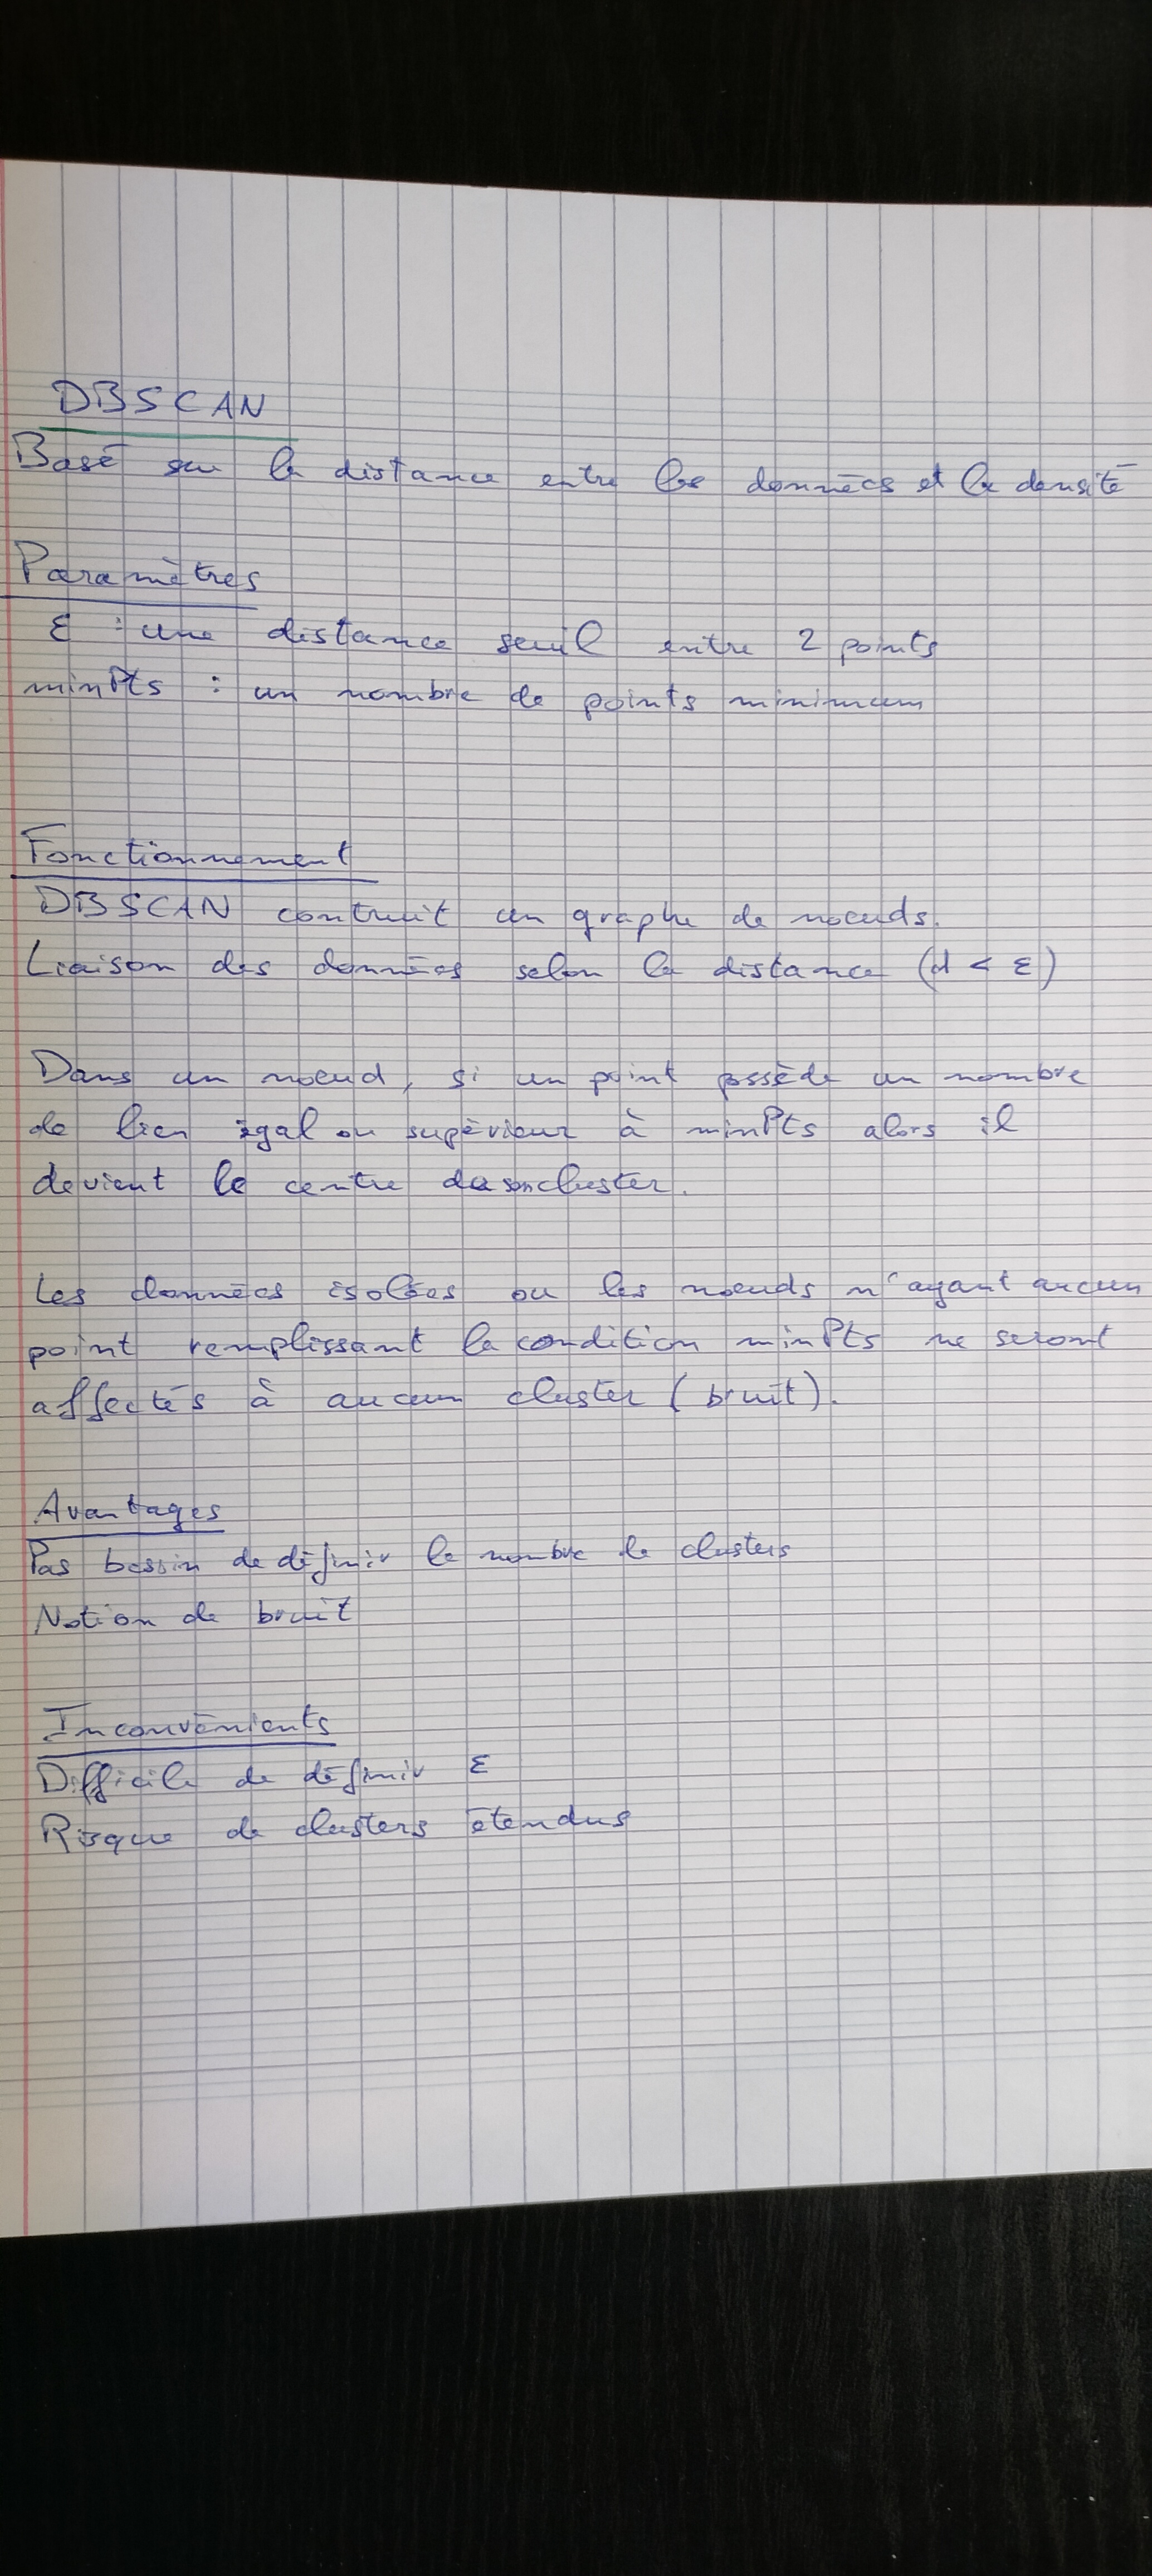 DBSCAN
Basé sur la distance entre les données et la densité
Paramètres
ε : une distance seuil entre 2 points
minPts : un nombre de points minimum
Fonctionnement
DBSCAN contruit un graphe de noeuds.
Liaison des données selon la distance (d < ε)
Dans un noeud, si un point possède un nombre
de lien égal ou supérieur à minPts alors il
devient le centre du son cluster.
Les données isolées ou les noeuds n'ayant aucun
point remplissant la condition minPts ne seront
affectés à aucun cluster (bruit).
Avantages
Pas besoin de définir le nombre de clusters
Notion de bruit
Inconvénients
Difficile de définir ε
Risque de clusters étendus